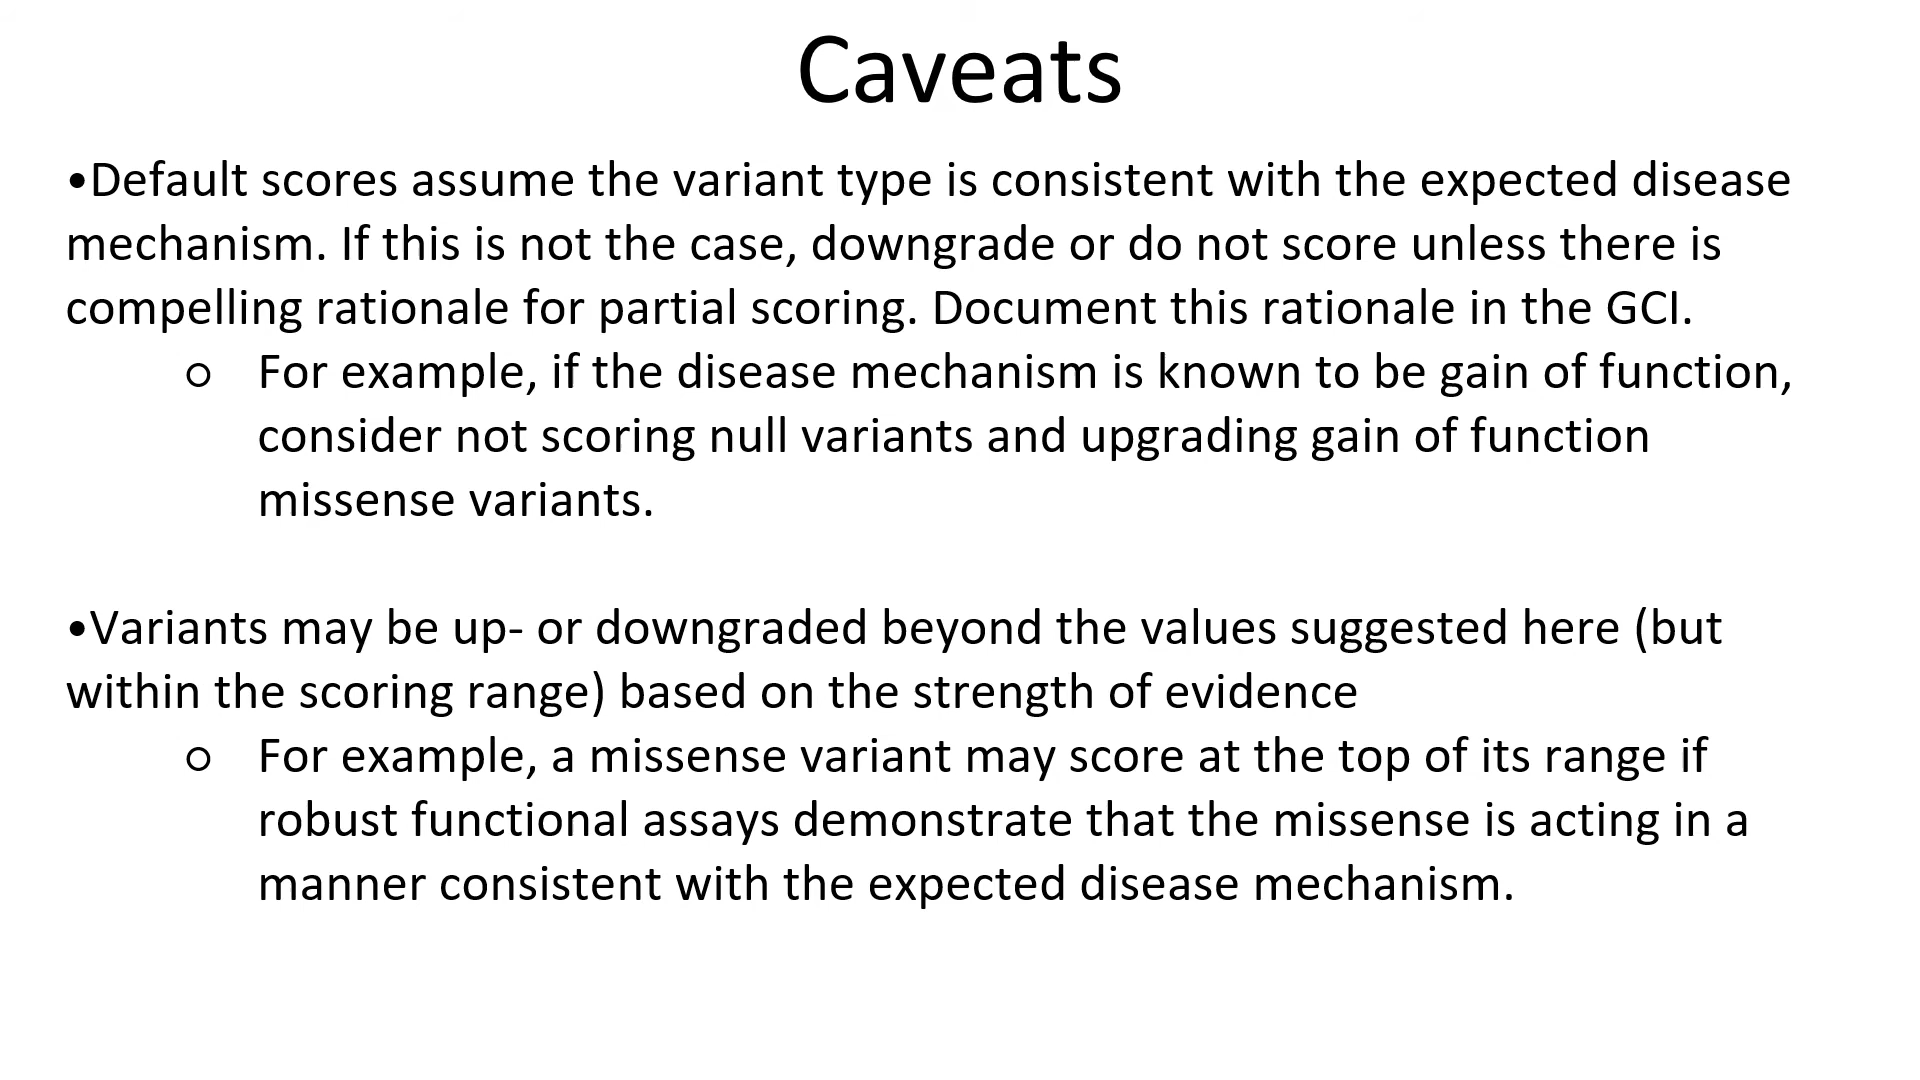 Caveats
•Default scores assume the variant type is consistent with the expected disease
mechanism. If this is not the case, downgrade or do not score unless there is
compelling rationale for partial scoring. Document this rationale in the GCI.
○ For example, if the disease mechanism is known to be gain of function,
consider not scoring null variants and upgrading gain of function
missense variants.
•Variants may be up- or downgraded beyond the values suggested here (but
within the scoring range) based on the strength of evidence
○ For example, a missense variant may score at the top of its range if
robust functional assays demonstrate that the missense is acting in a
manner consistent with the expected disease mechanism.